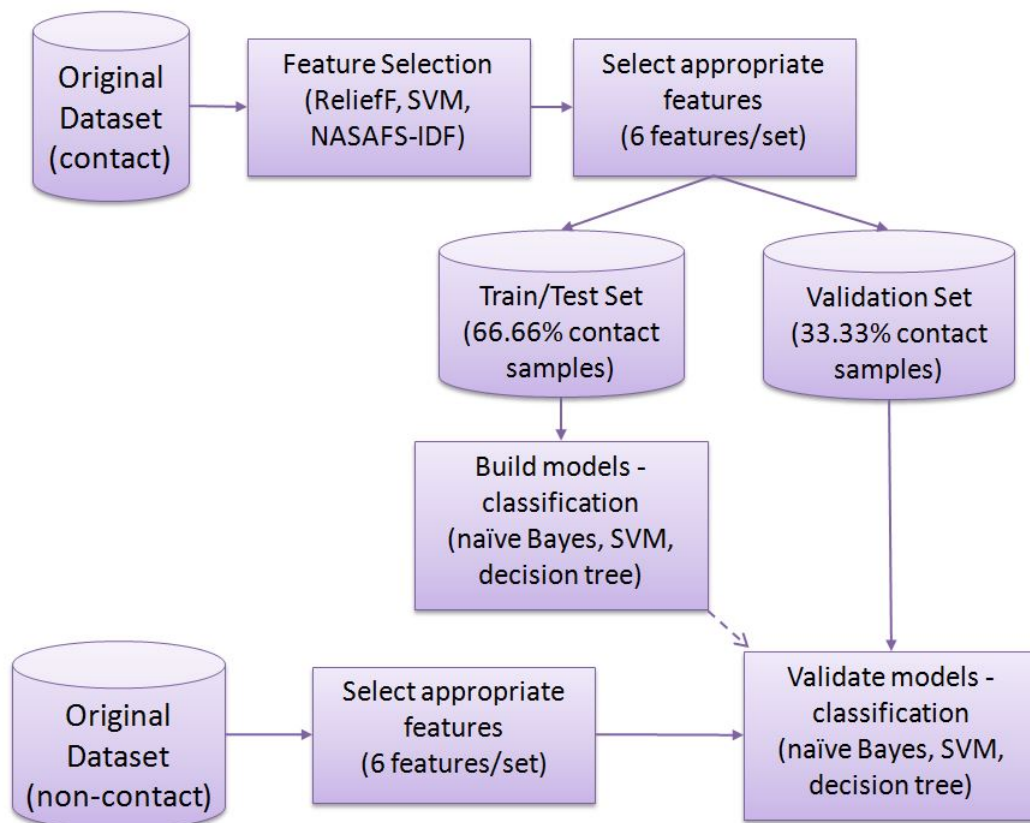 Original
Dataset
(contact)
Feature Selection
(ReliefF, SVM,
NASAFS-IDF)
Select appropriate
features
(6 features/set)
Train/Test Set
(66.66% contact
samples)
Validation Set
(33.33% contact
samples)
Build models -
classification
(naïve Bayes, SVM,
decision tree)
Original
Dataset
(non-contact)
Select appropriate
features
(6 features/set)
Validate models -
classification
(naïve Bayes, SVM,
decision tree)